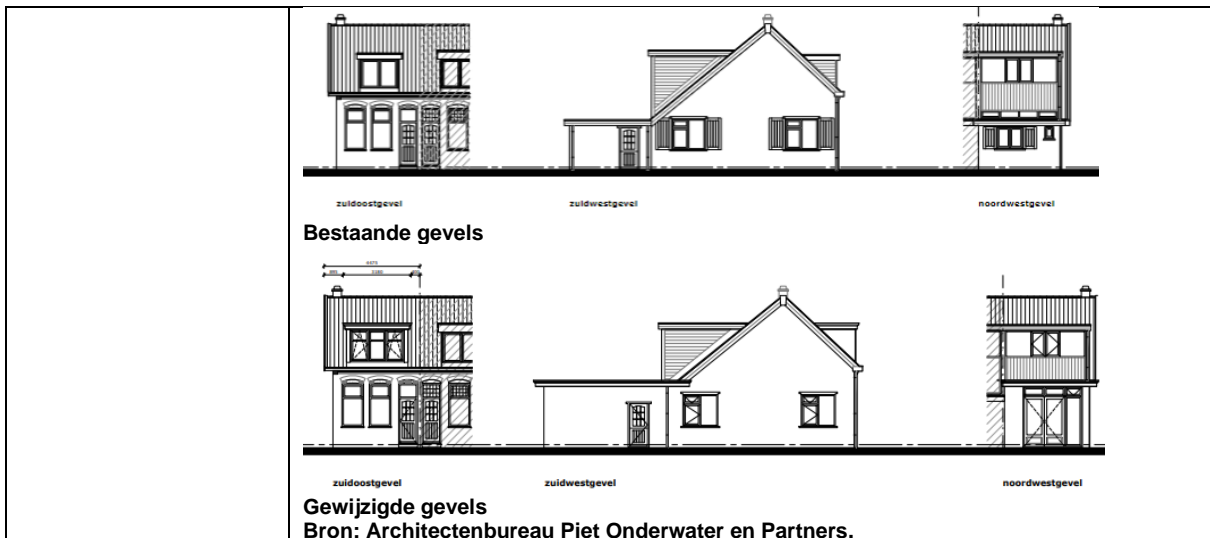 zuidoostgevel zuidwestgevel noordwestgevel
Bestaande gevels
zuidoostgevel zuidwestgevel noordwestgevel
Gewijzigde gevels
Bron: Architectenbureau Piet Onderwater en Partners.